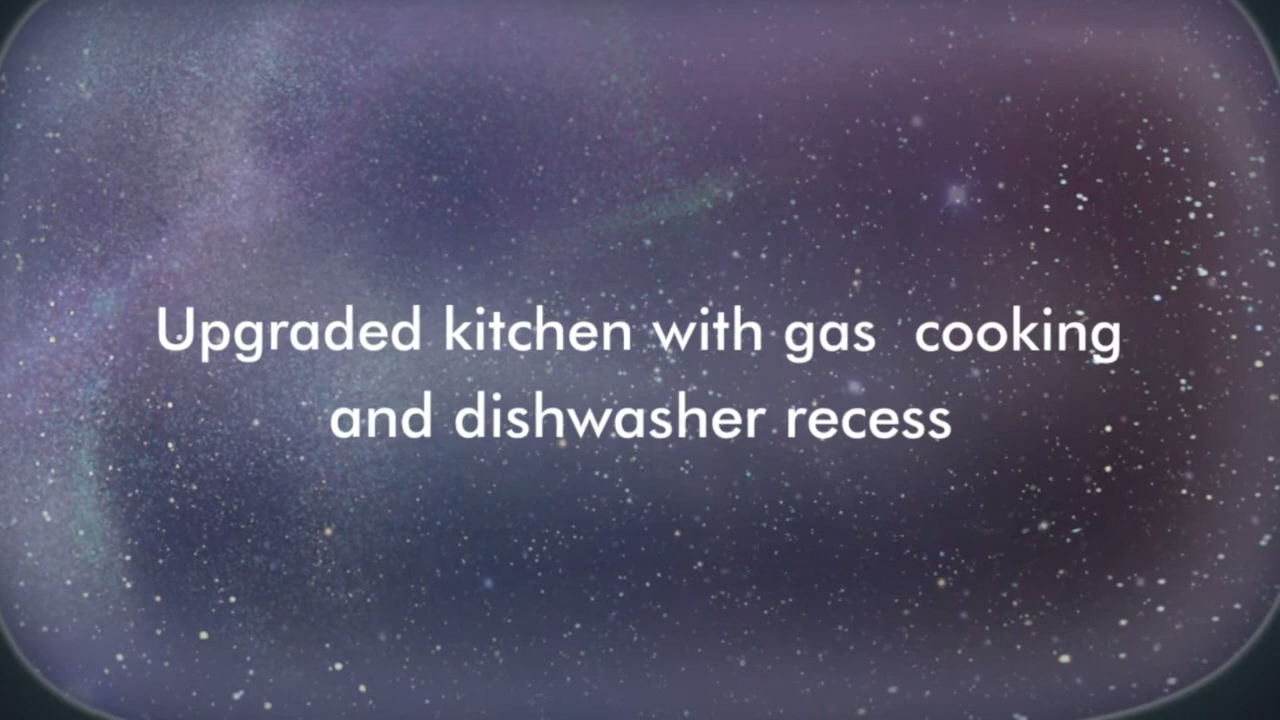 Upgraded kitchen with gas  cooking
and dishwasher recess